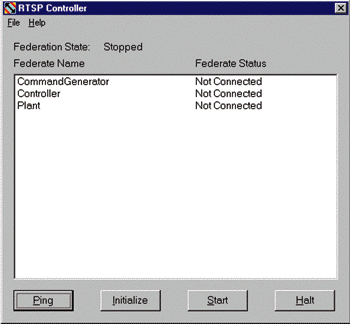 RTSP Controller
File Help
Federation State: Stopped
Federate Name Federate Status
CommandGenerator Not Connected
Controller Not Connected
Plant Not Connected
Ping Initialize Start Halt